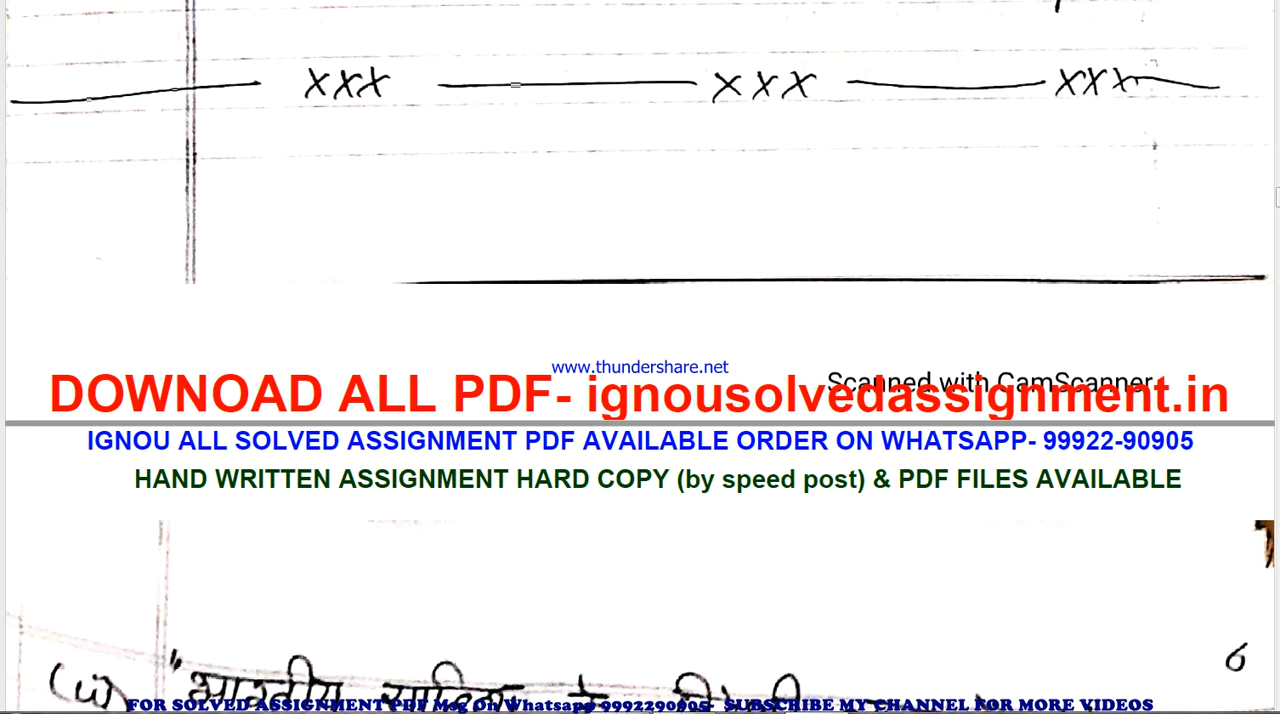 xxx xxx xxx
www.thundershare.net
Scanned with CamScanner
DOWNOAD ALL PDF- ignousolvedassignment.in
IGNOU ALL SOLVED ASSIGNMENT PDF AVAILABLE ORDER ON WHATSAPP- 99922-90905
HAND WRITTEN ASSIGNMENT HARD COPY (by speed post) & PDF FILES AVAILABLE
6
"भारतीय साहित्य के
FOR SOLVED ASSIGNMENT PDF Msg On Whatsapp 9992290905- SUBSCRIBE MY CHANNEL FOR MORE VIDEOS